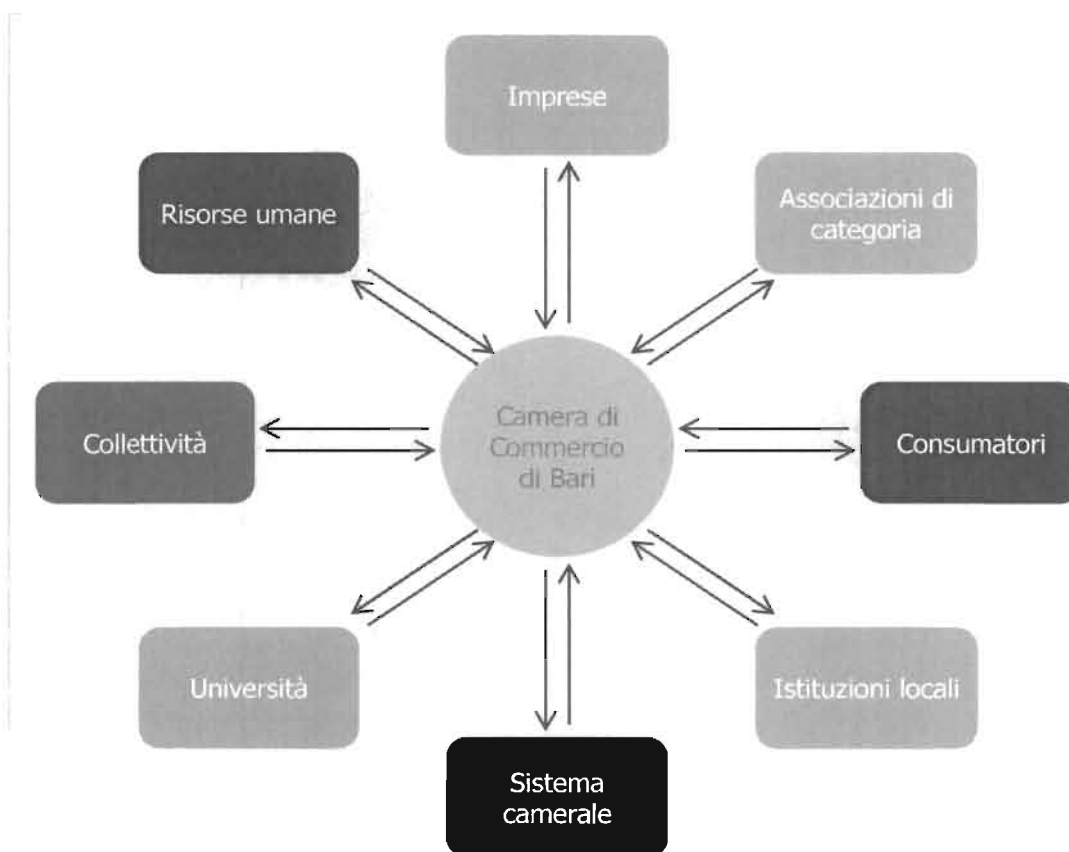 Imprese
Associazioni di
categoria
Risorse umane
Camera di
Commercio
di Bari
Consumatori
Collettività
Istituzioni locali
Università
Sistema
camerale